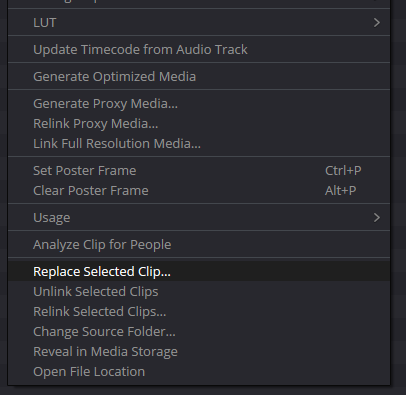 LUT
Update Timecode from Audio Track
Generate Optimized Media
Generate Proxy Media...
Relink Proxy Media...
Link Full Resolution Media...
Set Poster Frame Ctrl+P
Clear Poster Frame Alt+P
Usage
Analyze Clip for People
Replace Selected Clip...
Unlink Selected Clips
Relink Selected Clips...
Change Source Folder...
Reveal in Media Storage
Open File Location